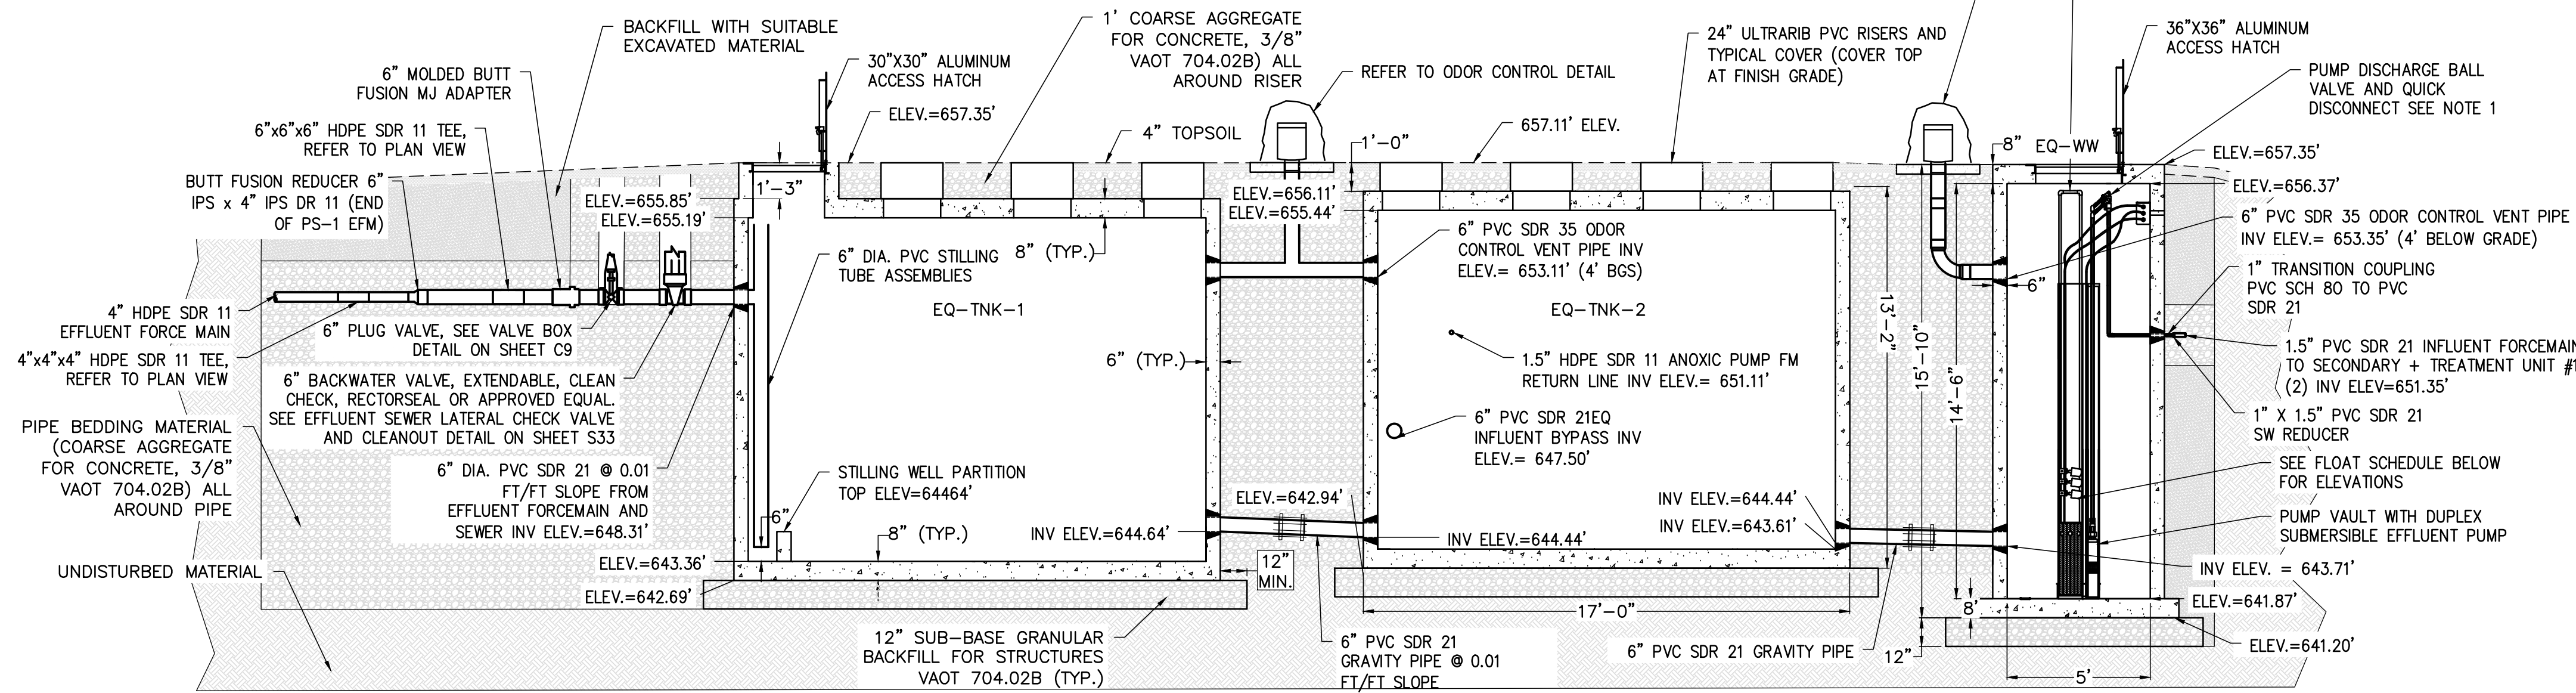 BACKFILL WITH SUITABLE
EXCAVATED MATERIAL
6" MOLDED BUTT
FUSION MJ ADAPTER
6"x6"x6" HDPE SDR 11 TEE,
REFER TO PLAN VIEW
BUTT FUSION REDUCER 6"
IPS x 4" IPS DR 11 (END
OF PS-1 EFM)
4" HDPE SDR 11
EFFLUENT FORCE MAIN
4"x4"x4" HDPE SDR 11 TEE,
REFER TO PLAN VIEW
PIPE BEDDING MATERIAL
(COARSE AGGREGATE
FOR CONCRETE, 3/8"
VAOT 704.02B) ALL
AROUND PIPE
UNDISTURBED MATERIAL
6" PLUG VALVE, SEE VALVE BOX
DETAIL ON SHEET C9
6" BACKWATER VALVE, EXTENDABLE, CLEAN
CHECK, RECTORSEAL OR APPROVED EQUAL.
SEE EFFLUENT SEWER LATERAL CHECK VALVE
AND CLEANOUT DETAIL ON SHEET S33
6" DIA. PVC SDR 21 @ 0.01
FT/FT SLOPE FROM
EFFLUENT FORCEMAIN AND
SEWER INV ELEV=648.31'
ELEV.=655.85'
ELEV.=655.19'
ELEV.=643.36'
ELEV.=642.69'
30"X30" ALUMINUM
ACCESS HATCH
ELEV.=657.35'
1'-3"
8" (TYP.)
6" DIA. PVC STILLING
TUBE ASSEMBLIES
EQ-TNK-1
6" (TYP.)
STILLING WELL PARTITION
TOP ELEV=64464'
6"
8" (TYP.)
INV ELEV.=644.64'
12"
MIN.
12" SUB-BASE GRANULAR
BACKFILL FOR STRUCTURES
VAOT 704.02B (TYP.)
1' COARSE AGGREGATE
FOR CONCRETE, 3/8"
VAOT 704.02B) ALL
AROUND RISER
4" TOPSOIL
REFER TO ODOR CONTROL DETAIL
1'-0"
657.11' ELEV.
ELEV.=656.11'
ELEV.=655.44'
24" ULTRARIB PVC RISERS AND
TYPICAL COVER (COVER TOP
AT FINISH GRADE)
6" PVC SDR 35 ODOR
CONTROL VENT PIPE INV
ELEV.= 653.11' (4' BGS)
EQ-TNK-2
1.5" HDPE SDR 11 ANOXIC PUMP FM
RETURN LINE INV ELEV.= 651.11'
6" PVC SDR 21EQ
INFLUENT BYPASS INV
ELEV.= 647.50'
ELEV.=642.94'
INV ELEV.=644.44'
INV ELEV.=644.44'
INV ELEV.=643.61'
17'-0"
6" PVC SDR 21
GRAVITY PIPE @ 0.01
FT/FT SLOPE
6" PVC SDR 21 GRAVITY PIPE
13'-2"
15'-10"
14'-6"
8"
EQ-WW
36"X36" ALUMINUM
ACCESS HATCH
PUMP DISCHARGE BALL
VALVE AND QUICK
DISCONNECT SEE NOTE 1
ELEV.=657.35'
ELEV.=656.37'
6" PVC SDR 35 ODOR CONTROL VENT PIPE
INV ELEV.= 653.35' (4' BELOW GRADE)
6"
1" TRANSITION COUPLING
PVC SCH 80 TO PVC
SDR 21
1.5" PVC SDR 21 INFLUENT FORCEMAIN
TO SECONDARY + TREATMENT UNIT #1
(2) INV ELEV=651.35'
1" X 1.5" PVC SDR 21
SW REDUCER
SEE FLOAT SCHEDULE BELOW
FOR ELEVATIONS
PUMP VAULT WITH DUPLEX
SUBMERSIBLE EFFLUENT PUMP
INV ELEV. = 643.71'
ELEV.=641.87'
8'
12"
ELEV.=641.20'
5'